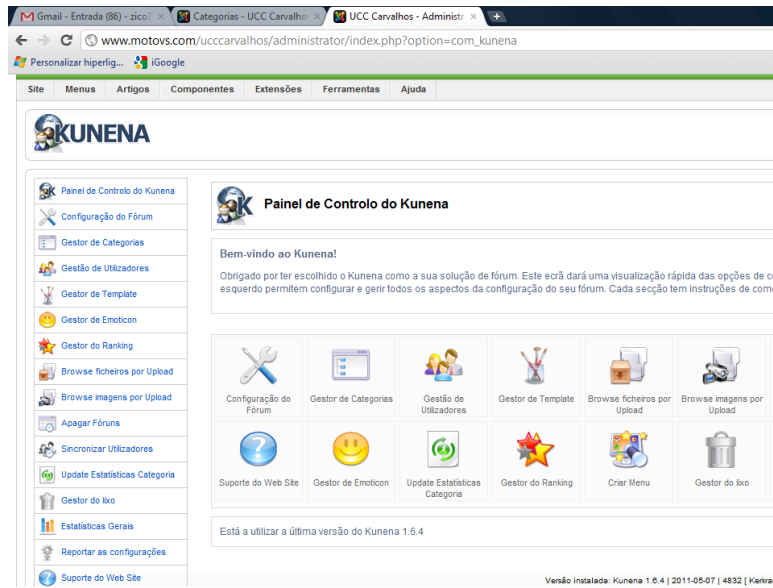 Gmail - Entrada (86) - zico7
Categorias - UCC Carvalho
UCC Carvalhos - Administr
www.motovs.com/ucccarvalhos/administrator/index.php?option=com_kunena
Personalizar hiperlig... iGoogle
Site Menus Artigos Componentes Extensões Ferramentas Ajuda
KUNENA
Painel de Controlo do Kunena
Configuração do Fórum
Gestor de Categorias
Gestão de Utilizadores
Gestor de Template
Gestor de Emoticon
Gestor do Ranking
Browse ficheiros por Upload
Browse imagens por Upload
Apagar Fóruns
Sincronizar Utilizadores
Update Estatísticas Categoria
Gestor do lixo
Estatísticas Gerais
Reportar as configurações
Suporte do Web Site
Painel de Controlo do Kunena
Bem-vindo ao Kunena!
Obrigado por ter escolhido o Kunena como a sua solução de fórum. Este ecrã dará uma visualização rápida das opções de
esquerdo permitem configurar e gerir todos os aspectos da configuração do seu fórum. Cada secção tem instruções de
Configuração do
Fórum
Gestor de Categorias
Gestão de
Utilizadores
Gestor de Template
Browse ficheiros por
Upload
Browse imagens por
Upload
Suporte do Web Site
Gestor de Emoticon
Update Estatísticas
Categoria
Gestor do Ranking
Criar Menu
Gestor do lixo
Está a utilizar a última versão do Kunena 1.6.4
Versão instalada: Kunena 1.6.4 | 2011-05-07 | 4832 [